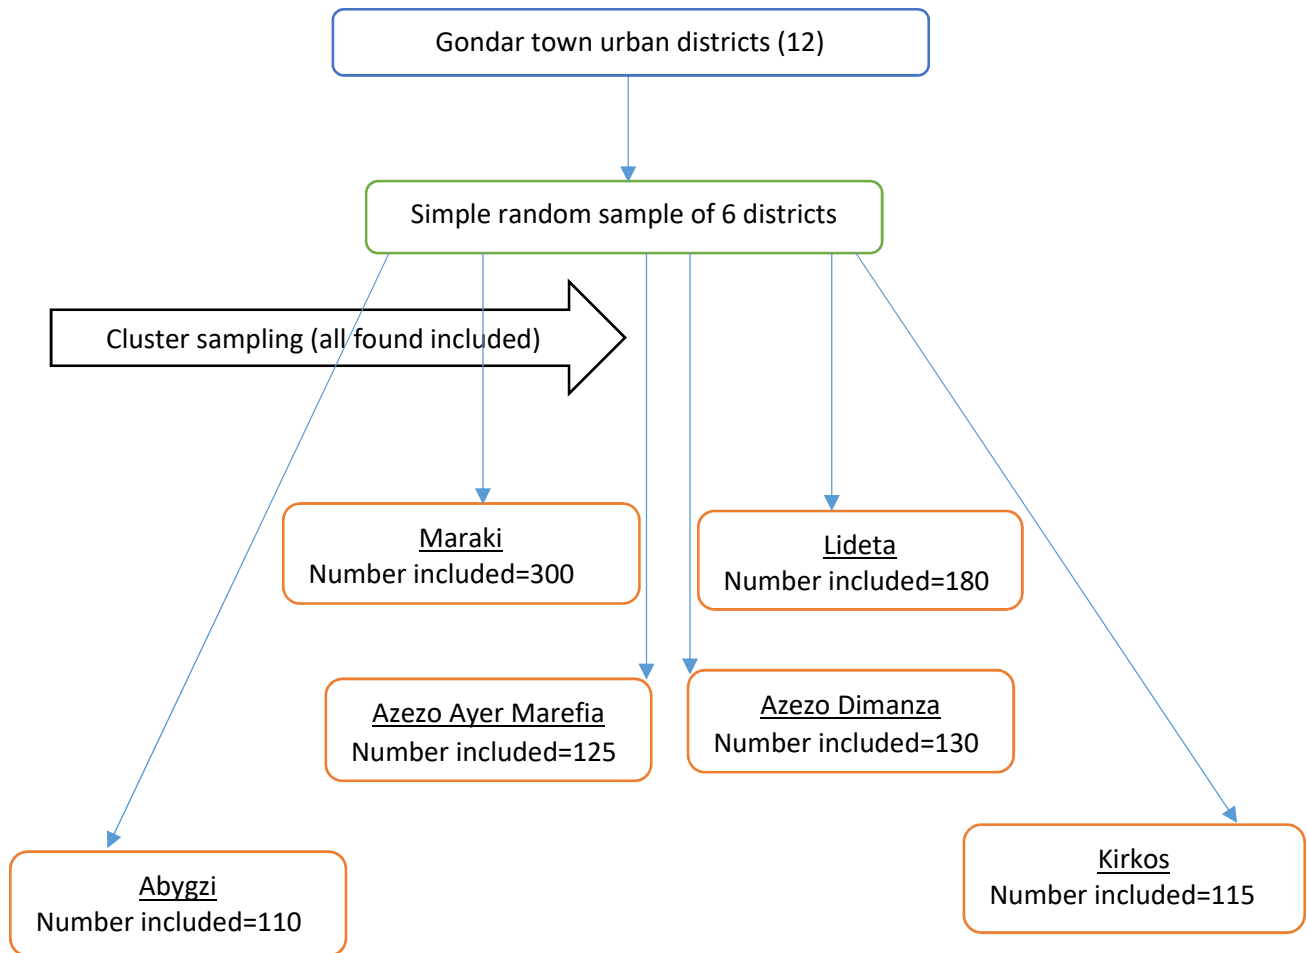 Gondar town urban districts (12)
Simple random sample of 6 districts
Cluster sampling (all found included)
Maraki
Number included=300
Lideta
Number included=180
Azezo Ayer Marefia
Number included=125
Azezo Dimanza
Number included=130
Abygzi
Number included=110
Kirkos
Number included=115